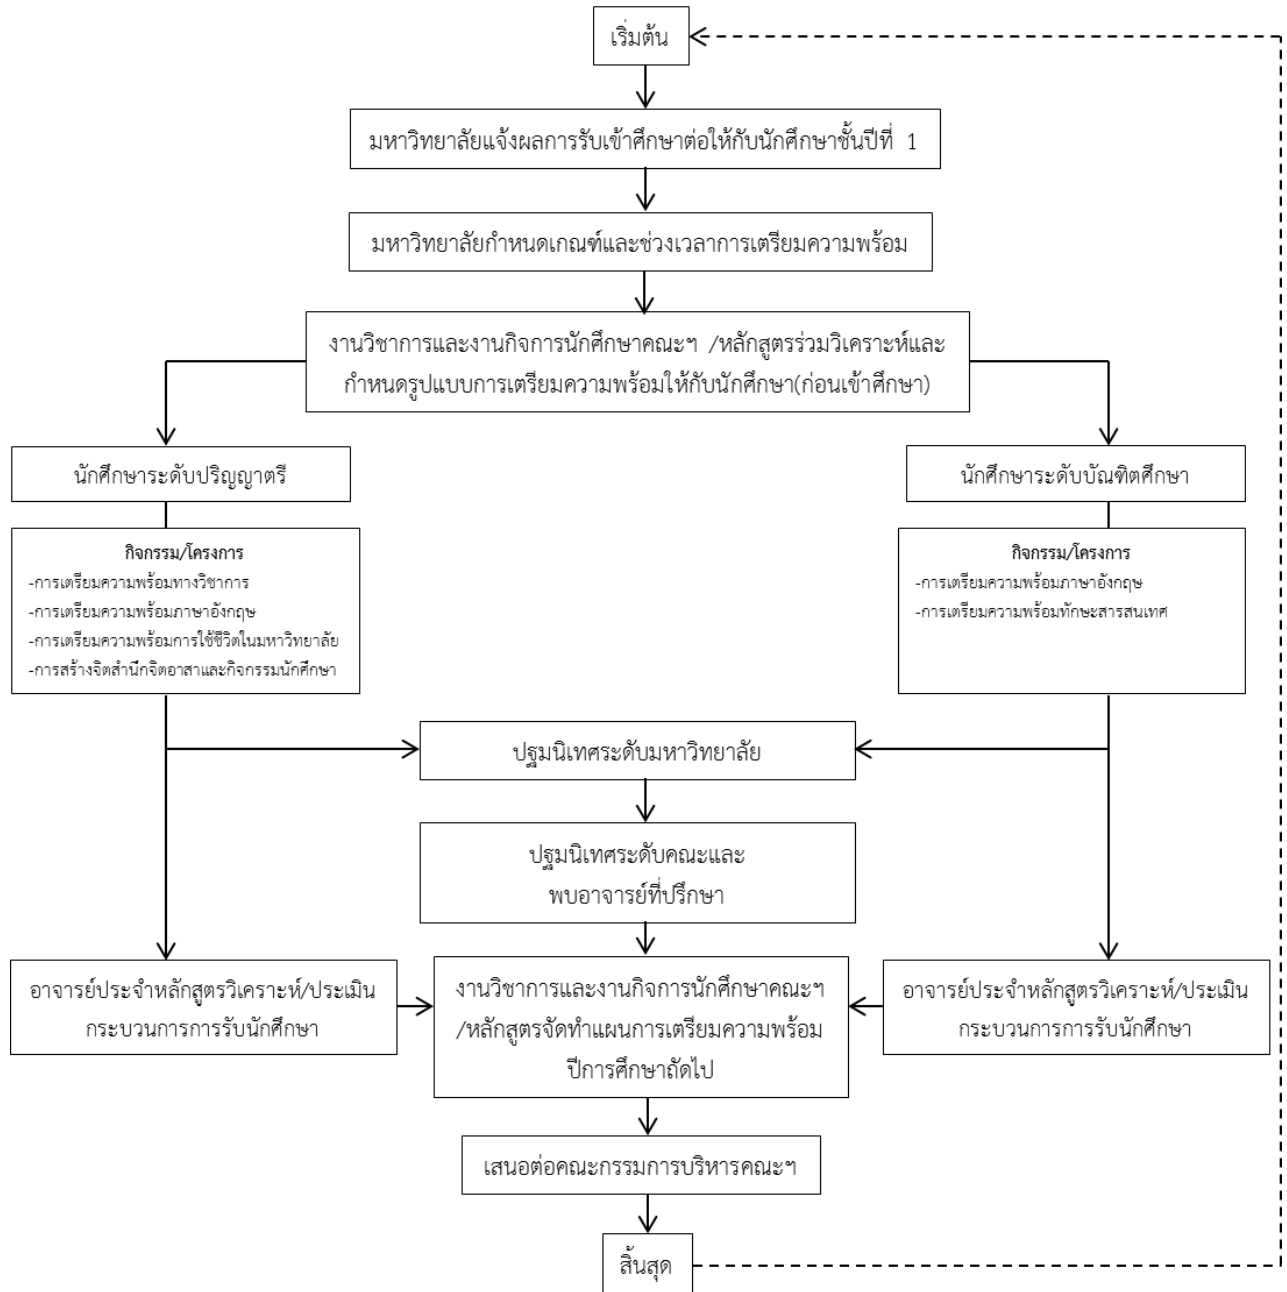 เริ่มต้น
มหาวิทยาลัยแจ้งผลการรับเข้าศึกษาต่อให้กับนักศึกษาชั้นปีที่ 1
มหาวิทยาลัยกำหนดเกณฑ์และช่วงเวลาการเตรียมความพร้อม
งานวิชาการและงานกิจการนักศึกษาคณะฯ /หลักสูตรร่วมวิเคราะห์และ
กำหนดรูปแบบการเตรียมความพร้อมให้กับนักศึกษา(ก่อนเข้าศึกษา)
นักศึกษาระดับปริญญาตรี
นักศึกษาระดับบัณฑิตศึกษา
กิจกรรม/โครงการ
-การเตรียมความพร้อมทางวิชาการ
-การเตรียมความพร้อมภาษาอังกฤษ
-การเตรียมความพร้อมการใช้ชีวิตในมหาวิทยาลัย
-การสร้างจิตสำนึกจิตอาสาและกิจกรรมนักศึกษา
กิจกรรม/โครงการ
-การเตรียมความพร้อมภาษาอังกฤษ
-การเตรียมความพร้อมทักษะสารสนเทศ
ปฐมนิเทศระดับมหาวิทยาลัย
ปฐมนิเทศระดับคณะและ
พบอาจารย์ที่ปรึกษา
อาจารย์ประจำหลักสูตรวิเคราะห์/ประเมิน
กระบวนการการรับนักศึกษา
งานวิชาการและงานกิจการนักศึกษาคณะฯ
/หลักสูตรจัดทำแผนการเตรียมความพร้อม
ปีการศึกษาถัดไป
อาจารย์ประจำหลักสูตรวิเคราะห์/ประเมิน
กระบวนการการรับนักศึกษา
เสนอต่อคณะกรรมการบริหารคณะฯ
สิ้นสุด